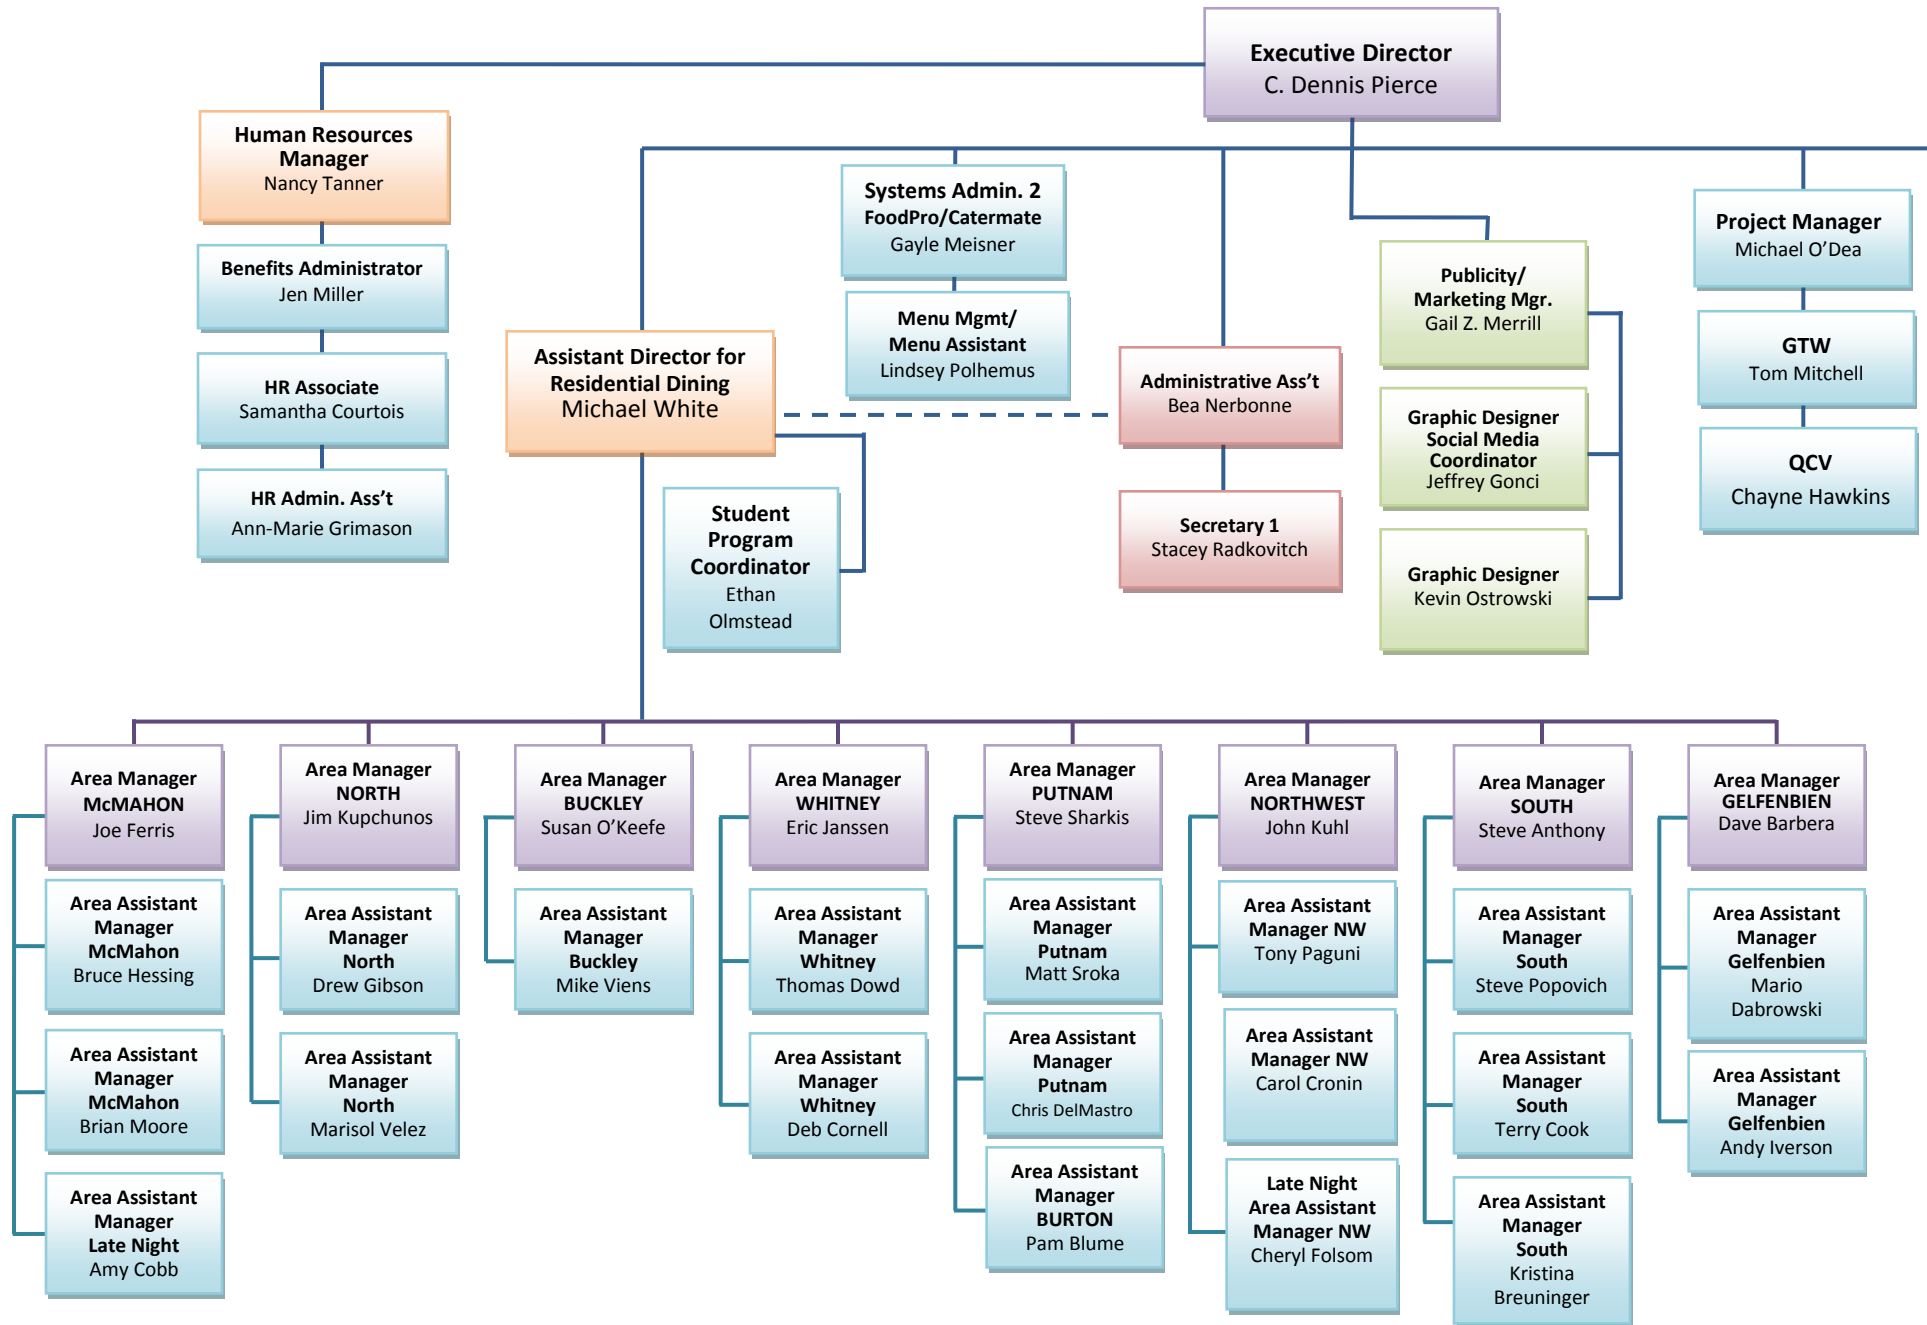 Executive Director
C. Dennis Pierce
Human Resources
Manager
Nancy Tanner
Benefits Administrator
Jen Miller
HR Associate
Samantha Courtois
HR Admin. Ass't
Ann-Marie Grimason
Assistant Director for
Residential Dining
Michael White
Student
Program
Coordinator
Ethan
Olmstead
Systems Admin. 2
FoodPro/Catermate
Gayle Meisner
Menu Mgmt/
Menu Assistant
Lindsey Polhemus
Administrative Ass't
Bea Nerbonne
Secretary 1
Stacey Radkovitch
Publicity/
Marketing Mgr.
Gail Z. Merrill
Graphic Designer
Social Media
Coordinator
Jeffrey Gonci
Graphic Designer
Kevin Ostrowski
Project Manager
Michael O'Dea
GTW
Tom Mitchell
QCV
Chayne Hawkins
Area Manager
McMAHON
Joe Ferris
Area Assistant
Manager
McMahon
Bruce Hessing
Area Assistant
Manager
McMahon
Brian Moore
Area Assistant
Manager
Late Night
Amy Cobb
Area Manager
NORTH
Jim Kupchunos
Area Assistant
Manager
North
Drew Gibson
Area Assistant
Manager
North
Marisol Velez
Area Manager
BUCKLEY
Susan O'Keefe
Area Assistant
Manager
Buckley
Mike Viens
Area Manager
WHITNEY
Eric Janssen
Area Assistant
Manager
Whitney
Thomas Dowd
Area Assistant
Manager
Whitney
Deb Cornell
Area Manager
PUTNAM
Steve Sharkis
Area Assistant
Manager
Putnam
Matt Sroka
Area Assistant
Manager
Putnam
Chris DelMastro
Area Assistant
Manager
BURTON
Pam Blume
Area Manager
NORTHWEST
John Kuhl
Area Assistant
Manager NW
Tony Paguni
Area Assistant
Manager NW
Carol Cronin
Late Night
Area Assistant
Manager NW
Cheryl Folsom
Area Manager
SOUTH
Steve Anthony
Area Assistant
Manager
South
Steve Popovich
Area Assistant
Manager
South
Terry Cook
Area Assistant
Manager
South
Kristina
Breuninger
Area Manager
GELFENBIEN
Dave Barbera
Area Assistant
Manager
Gelfenbien
Mario
Dabrowski
Area Assistant
Manager
Gelfenbien
Andy Iverson